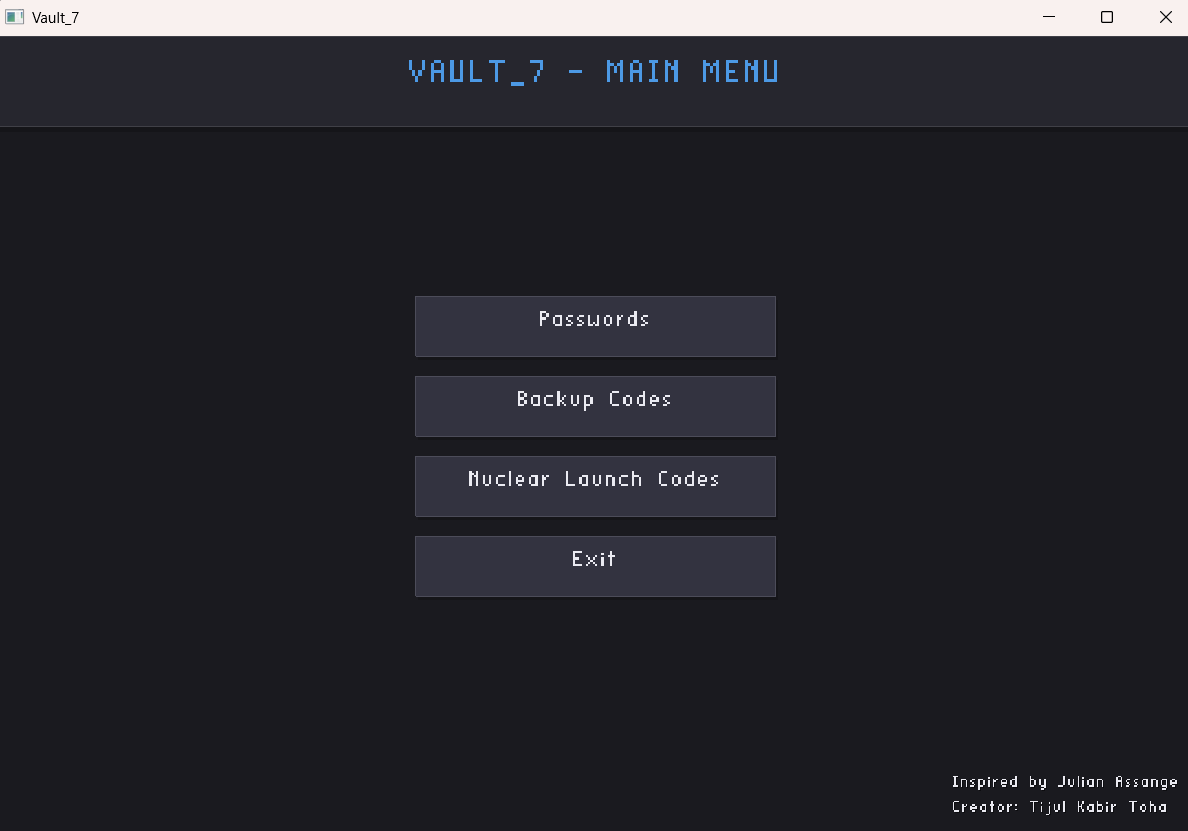 Vault_7
VAULT_7 - MAIN MENU
Passwords
Backup Codes
Nuclear Launch Codes
Exit
Inspired by Julian Assange
Creator: Tijul Kabir Toha